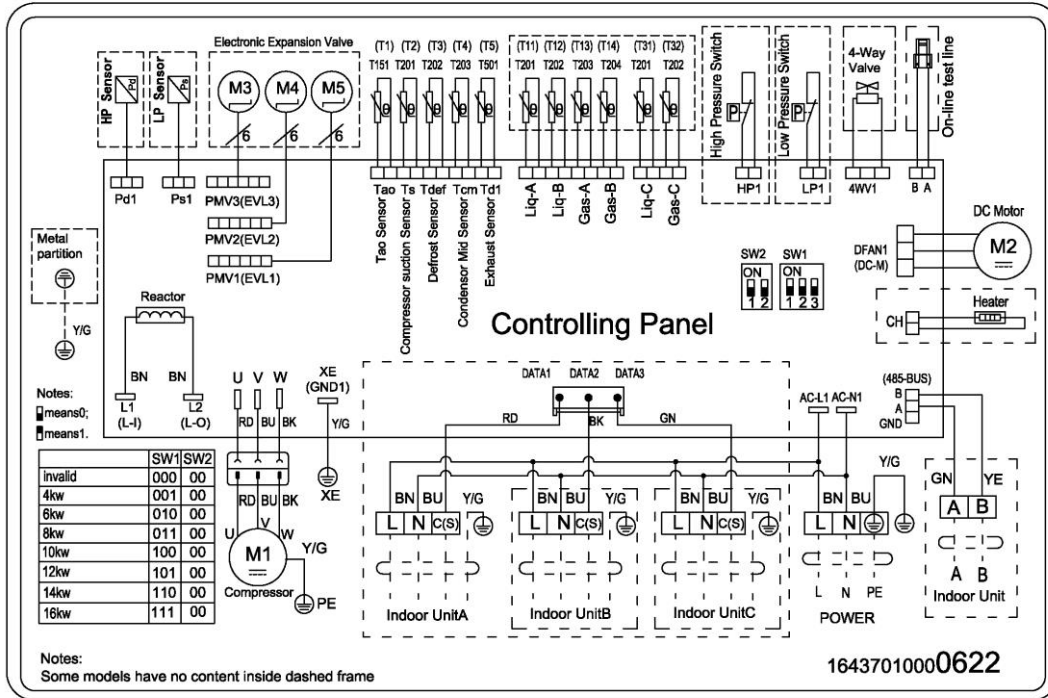 HP Sensor
Pd
LP Sensor
Ps
Electronic Expansion Valve
M3
M4
M5
6
6
6
(T1) (T2) (T3) (T4) (T5)
T151 T201 T202 T203 T501
(T11) (T12) (T13) (T14)
T201 T202 T203 T204
(T31) (T32)
T201 T202
θ θ θ θ θ θ θ θ θ θ θ
High Pressure Switch
P
Low Pressure Switch
P
4-Way
Valve
On-line test line
Pd1
Ps1
PMV3(EVL3)
PMV2(EVL2)
PMV1(EVL1)
Tao
Ts
Tdef
Tcm
Td1
Tao Sensor
Compressor suction Sensor
Defrost Sensor
Condensor Mid Sensor
Exhaust Sensor
Liq-A
Liq-B
Gas-A
Gas-B
Liq-C
Gas-C
HP1
LP1
4WV1
B A
DC Motor
M2
DFAN1
(DC-M)
SW2
ON
1 2
SW1
ON
1 2 3
Heater
CH
Metal
partition
Y/G
Reactor
BN
BN
L1
(L-I)
L2
(L-O)
Controlling Panel
Notes:
means0;
means1.
U V W
RD BU BK
RD BU BK
U
V
W
M1
Compressor
Y/G
PE
XE
(GND1)
Y/G
XE
DATA1 DATA2 DATA3
RD
BK
GN
AC-L1 AC-N1
(485-BUS)
B
A
GND
SW1 SW2
invalid 000 00
4kw 001 00
6kw 010 00
8kw 011 00
10kw 100 00
12kw 101 00
14kw 110 00
16kw 111 00
BN BU Y/G
L N C(S)
Indoor UnitA
BN BU Y/G
L N C(S)
Indoor UnitB
BN BU Y/G
L N C(S)
Indoor UnitC
Y/G
BN BU
L N
L N PE
POWER
GN YE
A B
A B
Indoor Unit
Notes:
Some models have no content inside dashed frame
16437010000622